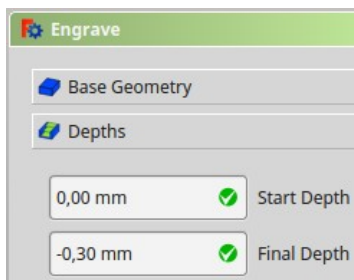 Engrave
Base Geometry
Depths
0,00 mm Start Depth
-0,30 mm Final Depth